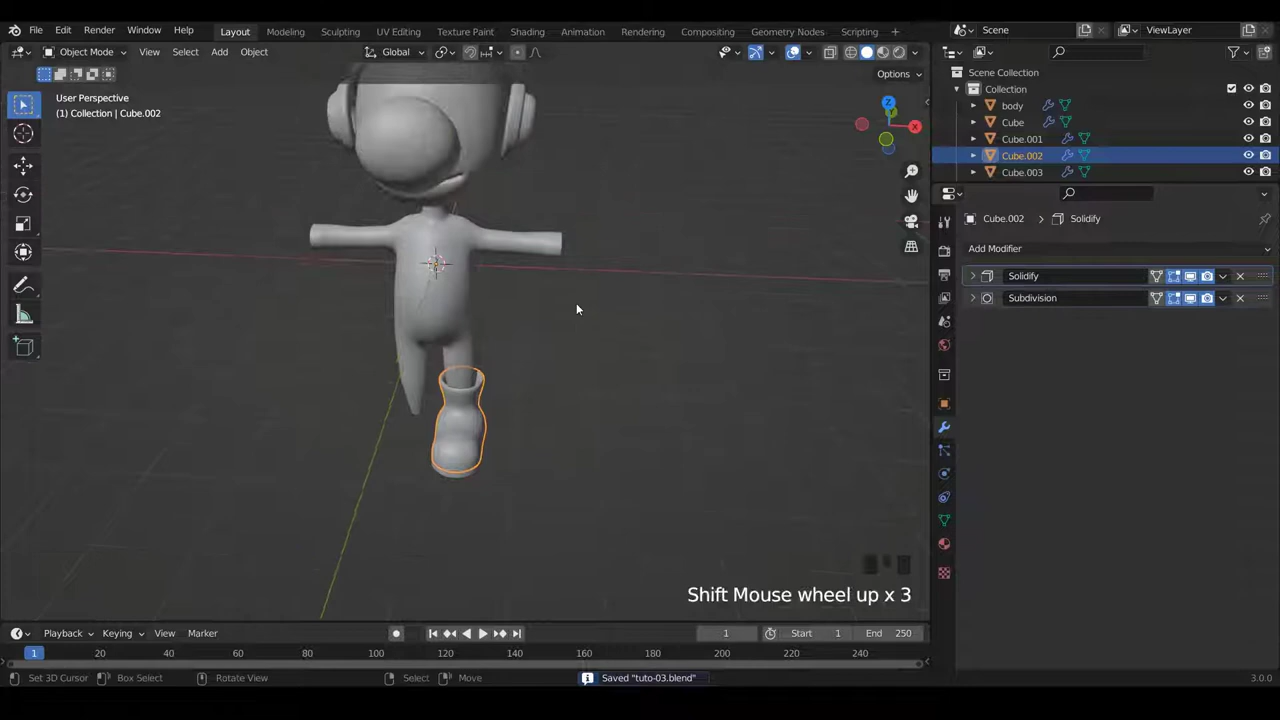 File Edit Render Window Help Layout Modeling Sculpting UV Editing Texture Paint Shading Animation Rendering Compositing Geometry Nodes Scripting + Scene ViewLayer
Object Mode View Select Add Object Global
Options
User Perspective
(1) Collection | Cube.002
Z
X
Scene Collection
Collection
body
Cube
Cube.001
Cube.002
Cube.003
Cube.002 Solidify
Add Modifier
Solidify
Subdivision
Shift Mouse wheel up x 3
Playback Keying View Marker 1 Start 1 End 250
1 20 40 60 80 100 120 140 160 180 200 220 240
Set 3D Cursor Box Select Rotate View Select Move Saved "tuto-03.blend" 3.0.0